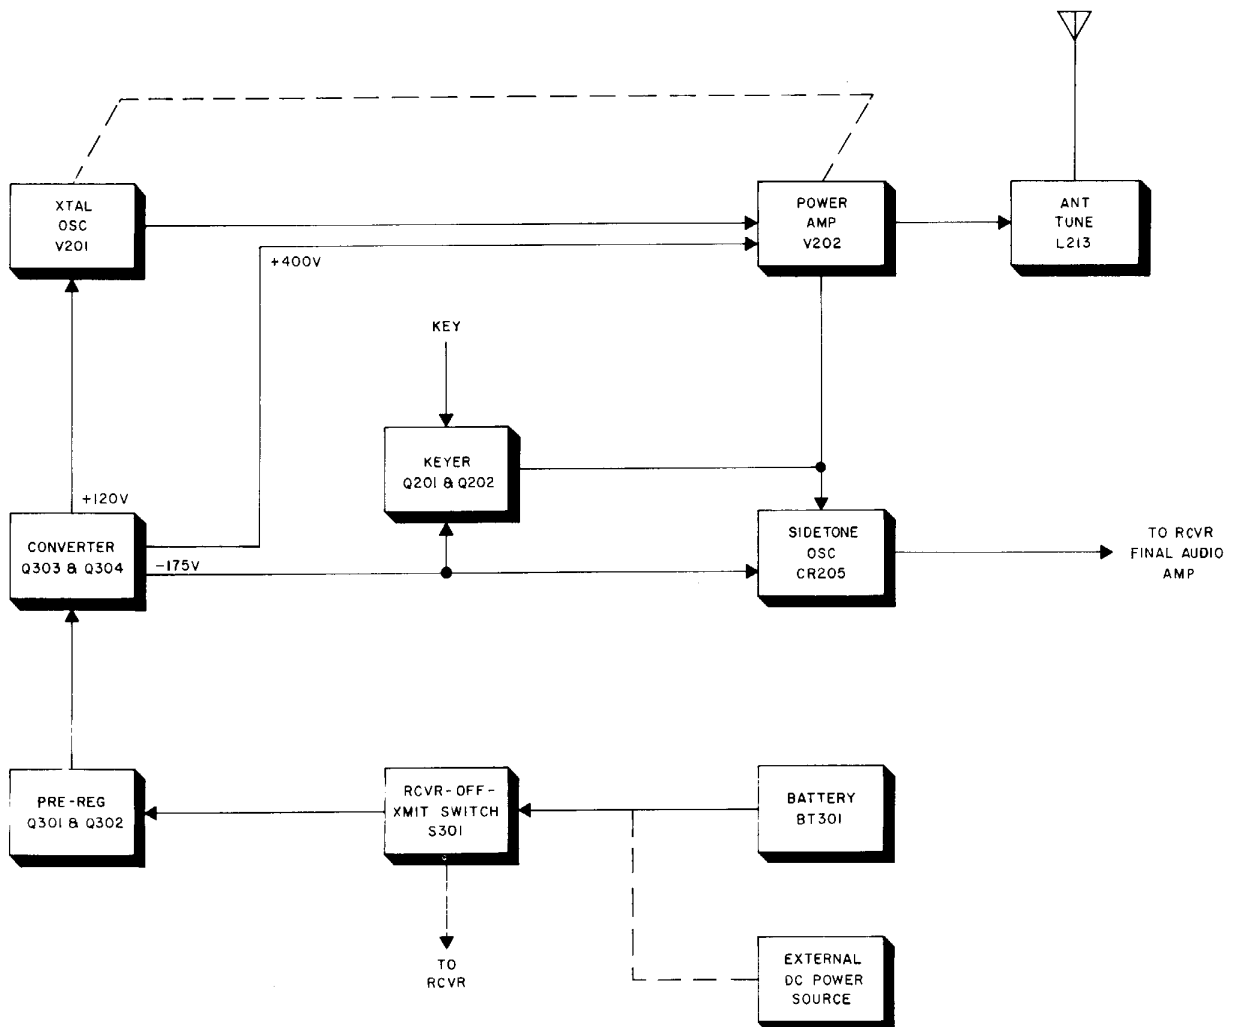 XTAL
OSC
V201
POWER
AMP
V202
ANT
TUNE
L213
+400V
KEY
KEYER
Q201 & Q202
+120V
CONVERTER
Q303 & Q304
-175V
SIDETONE
OSC
CR205
TO RCVR
FINAL AUDIO
AMP
PRE-REG
Q301 & Q302
RCVR-OFF-
XMIT SWITCH
S301
BATTERY
BT301
TO
RCVR
EXTERNAL
DC POWER
SOURCE